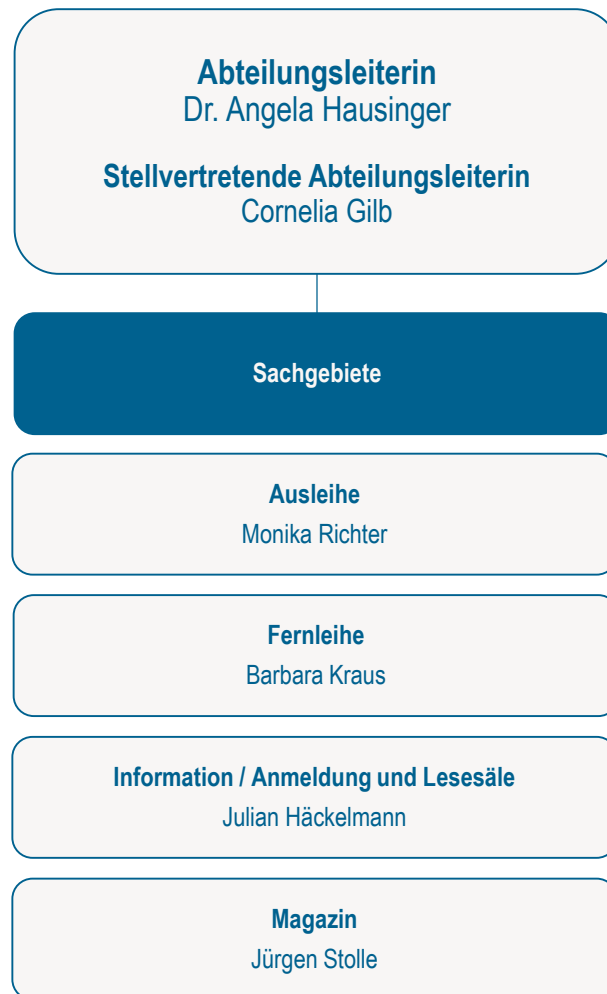 Abteilungsleiterin
Dr. Angela Hausinger
Stellvertretende Abteilungsleiterin
Cornelia Gilb
Sachgebiete
Ausleihe
Monika Richter
Fernleihe
Barbara Kraus
Information / Anmeldung und Lesesäle
Julian Häckelmann
Magazin
Jürgen Stolle